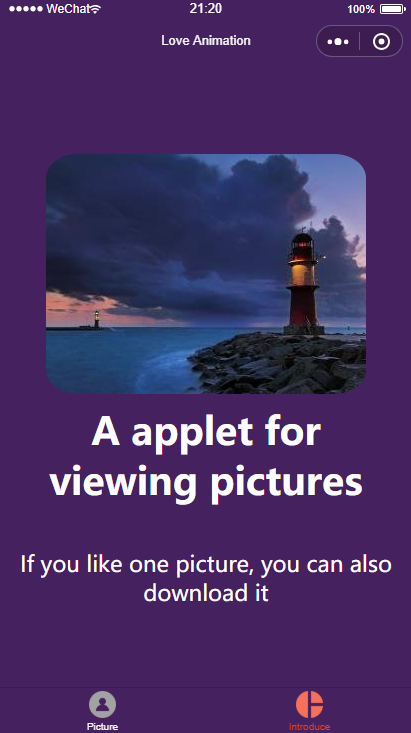 WeChat 21:20 100%
Love Animation
A applet for
viewing pictures
If you like one picture, you can also
download it
Picture Introduce